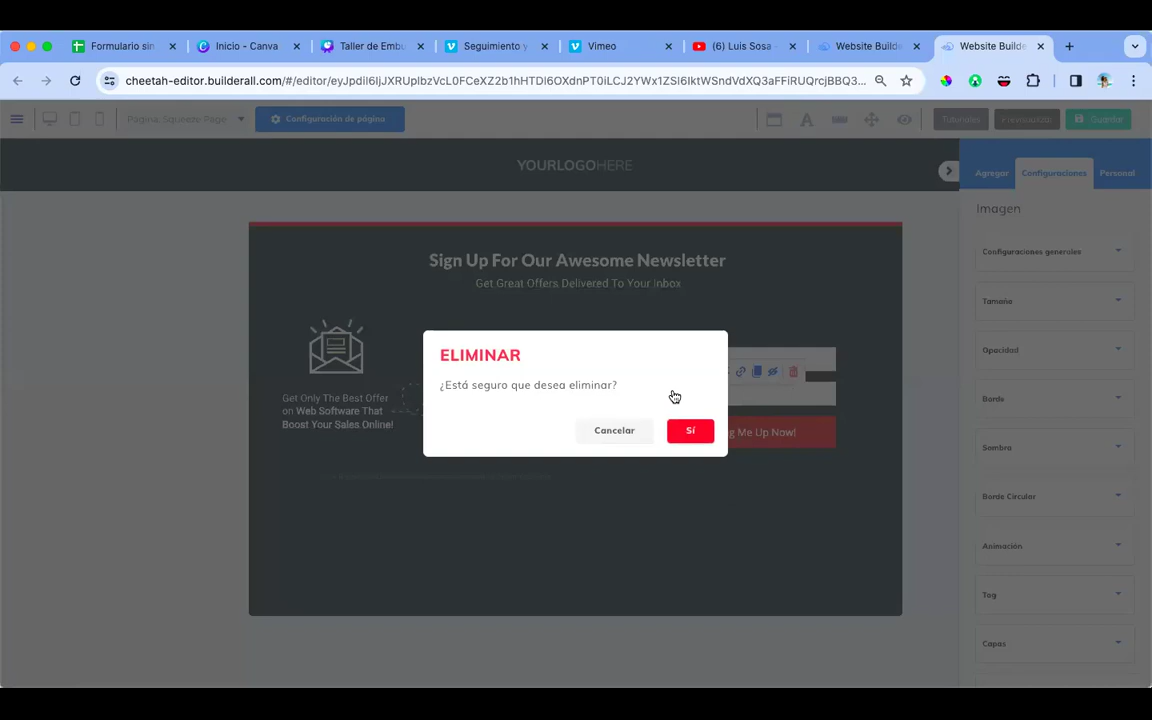 Formulario sin
Inicio - Canva
Taller de Embu
Seguimiento y
Vimeo
(6) Luis Sosa -
Website Builde
Website Builde
cheetah-editor.builderall.com/#/editor/eyJpdiI6IjJXRUplbzVcL0FCeXZ2b1hHTDl6OXdnPT0iLCJ2YWx1ZSI6IktWSndVdXQ3aFFiRUQrcjBBQ3...
Página: Squeeze Page
Configuración de página
Tutoriales
Previsualizar
Guardar
YOURLOGOHERE
Agregar
Configuraciones
Personal
Imagen
Sign Up For Our Awesome Newsletter
Get Great Offers Delivered To Your Inbox
Configuraciones generales
Tamaño
Opacidad
Borde
Sombra
Borde Circular
Animación
Tag
Capas
ELIMINAR
¿Está seguro que desea eliminar?
Cancelar
Sí
Get Only The Best Offer
on Web Software That
Boost Your Sales Online!
g Me Up Now!